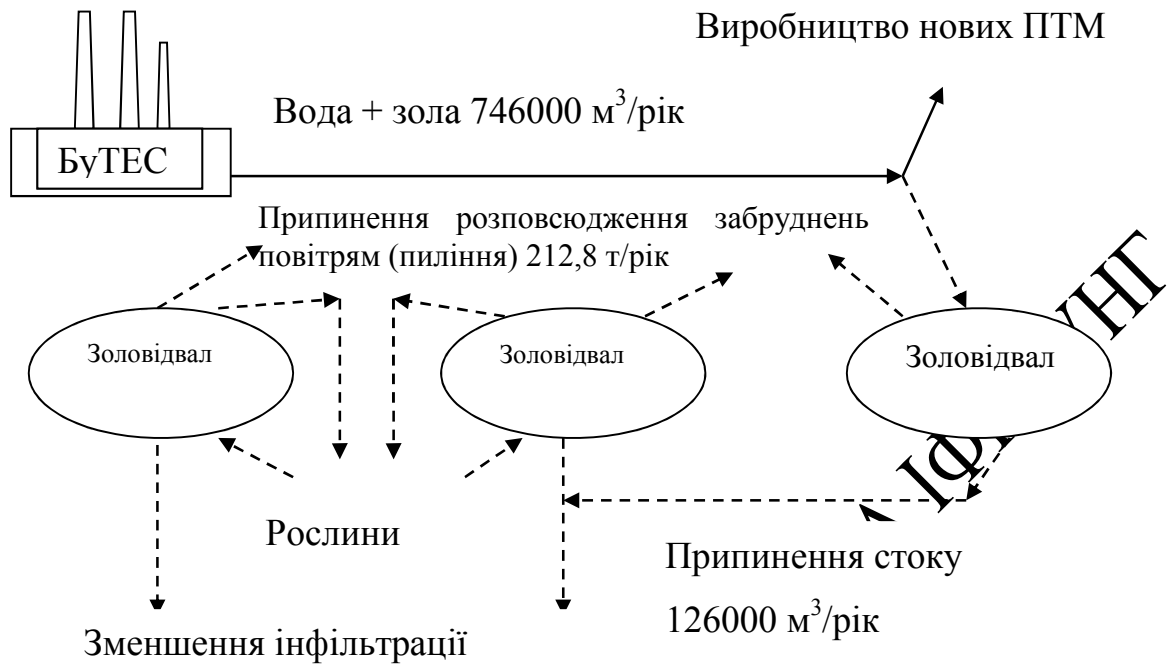 Виробництво нових ПТМ
Вода + зола 746000 м³/рік
БуТЕС
Припинення розповсюдження забруднень
повітрям (пиління) 212,8 т/рік
Золовідвал
Золовідвал
Золовідвал
Рослини
Припинення стоку
126000 м³/рік
Зменшення інфільтрації